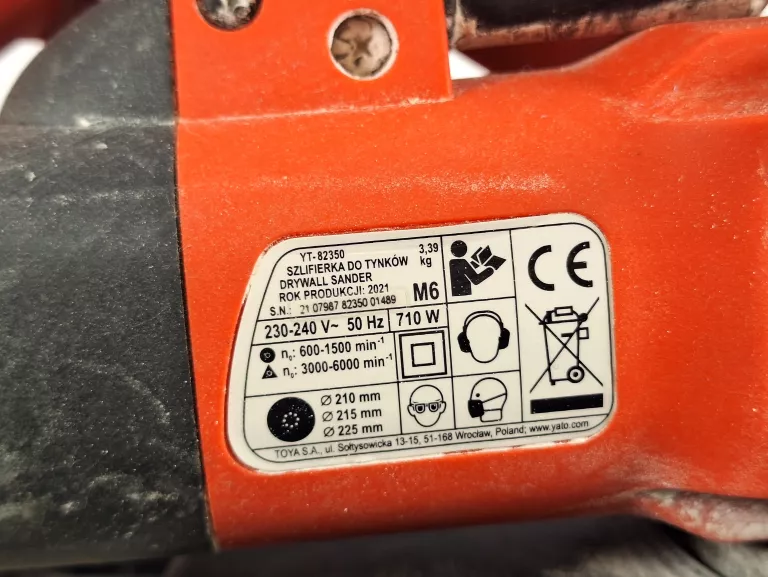 YT-82350 3,39
SZLIFIERKA DO TYNKÓW kg
DRYWALL SANDER
ROK PRODUKCJI: 2021 M6
S.N.: 21 07987 82350 01489
230-240 V~ 50 Hz 710 W
n₀: 600-1500 min⁻¹
n₀: 3000-6000 min⁻¹
Ø 210 mm
Ø 215 mm
Ø 225 mm
CE
TOYA S.A., ul. Sołtysowicka 13-15, 51-168 Wrocław, Poland; www.yato.com